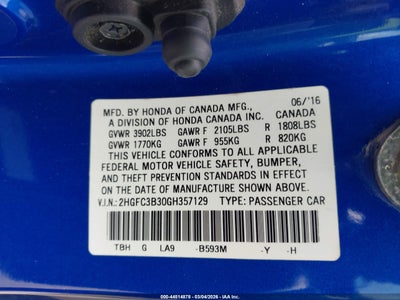 MFD. BY HONDA OF CANADA MFG., 06/'16
A DIVISION OF HONDA CANADA INC. CANADA
GVWR 3902LBS GAWR F 2105LBS R 1808LBS
GVWR 1770KG GAWR F 955KG R 820KG
THIS VEHICLE CONFORMS TO ALL APPLICABLE
FEDERAL MOTOR VEHICLE SAFETY, BUMPER,
AND THEFT PREVENTION STANDARDS IN EFFECT
ON THE DATE OF MANUFACTURE SHOWN ABOVE.
V.I.N.: 2HGFC3B30GH357129 TYPE: PASSENGER CAR
TBH G LA9 -B593M -Y -H
© Copyright 44514878 - 03/04/2026 - IAA Inc.